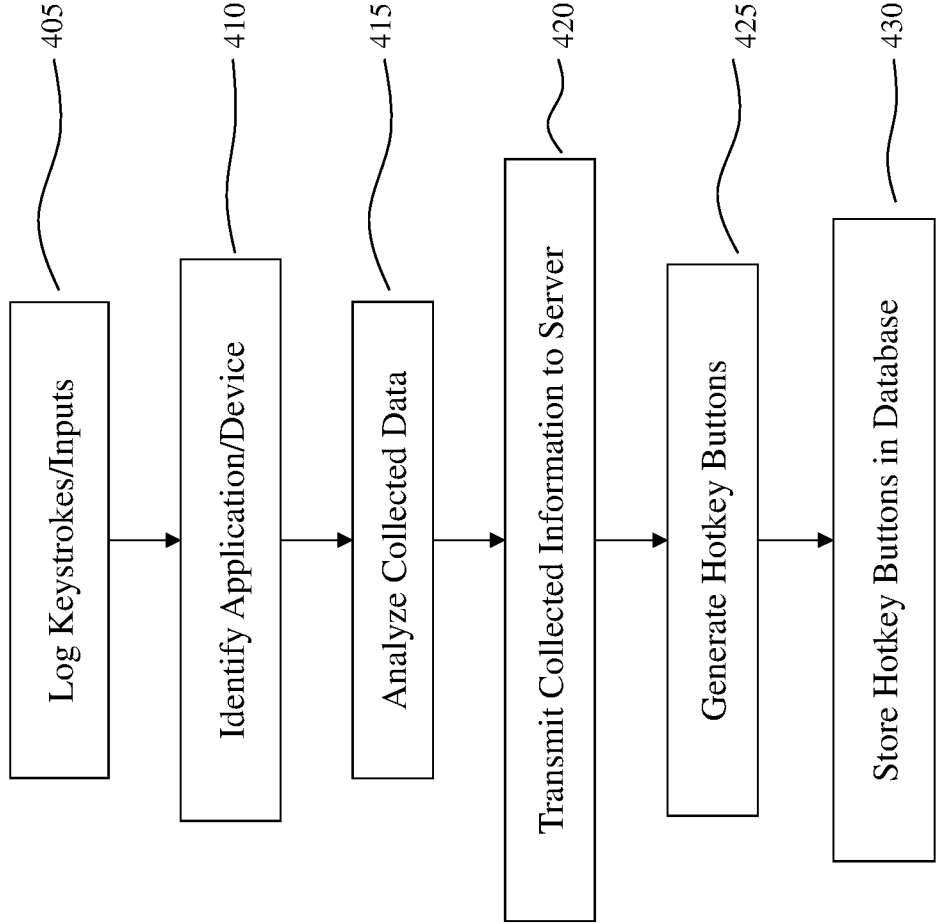 Log Keystrokes/Inputs
405
Identify Application/Device
410
Analyze Collected Data
415
Transmit Collected Information to Server
420
Generate Hotkey Buttons
425
Store Hotkey Buttons in Database
430